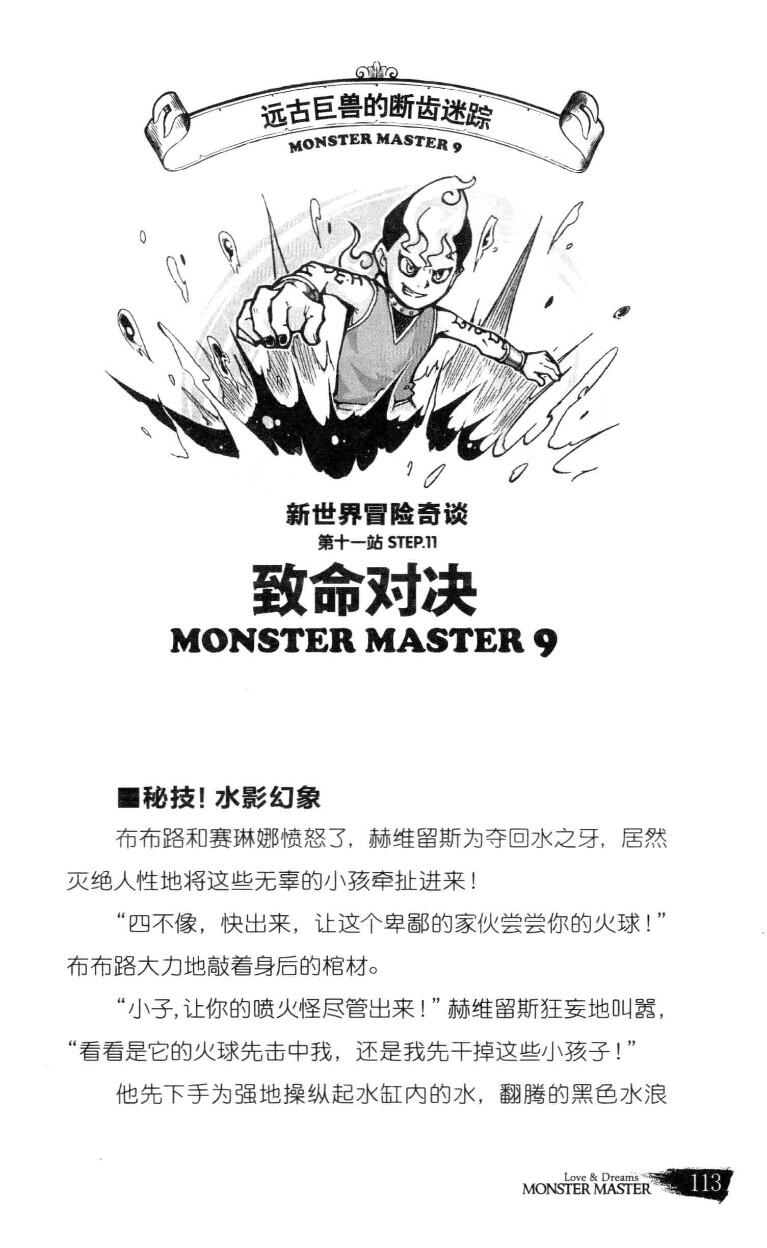 远古巨兽的断齿迷踪
MONSTER MASTER 9
新世界冒险奇谈
第十一站 STEP.11
致命对决
MONSTER MASTER 9
■秘技！水影幻象
布布路和赛琳娜愤怒了，赫维留斯为夺回水之牙，居然
灭绝人性地将这些无辜的小孩牵扯进来！
“四不像，快出来，让这个卑鄙的家伙尝尝你的火球！”
布布路大力地敲着身后的棺材。
“小子，让你的喷火怪尽管出来！”赫维留斯狂妄地叫嚣，
“看看是它的火球先击中我，还是我先干掉这些小孩子！”
他先下手为强地操纵起水缸内的水，翻腾的黑色水浪
Love & Dreams
MONSTER MASTER
113